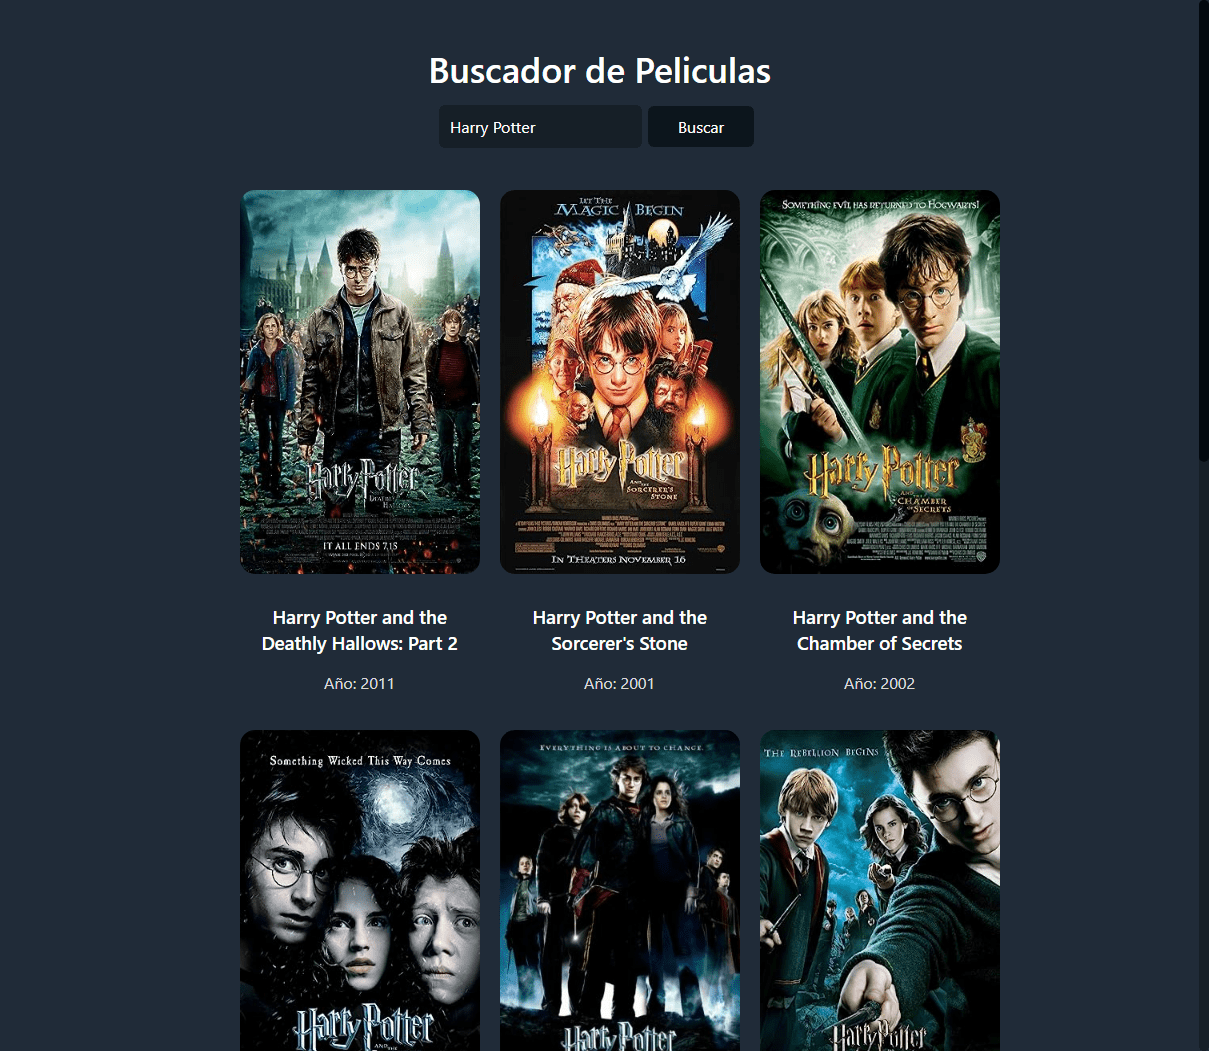 Buscador de Peliculas
Harry Potter
Buscar
LET THE
MAGIC BEGIN
SOMETHING EVIL HAS RETURNED TO HOGWARTS!
Harry Potter
DEATHLY
HALLOWS
IT ALL ENDS 7.15
Harry Potter
AND THE
SORCERER'S
STONE
IN THEATERS NOVEMBER 16
Harry Potter
AND THE
CHAMBER
OF SECRETS
Harry Potter and the
Deathly Hallows: Part 2
Año: 2011
Harry Potter and the
Sorcerer's Stone
Año: 2001
Harry Potter and the
Chamber of Secrets
Año: 2002
Something Wicked This Way Comes
EVERYTHING IS ABOUT TO CHANGE.
THE REBELLION BEGINS
Harry Potter
AND THE
Harry Potter
Harry Potter